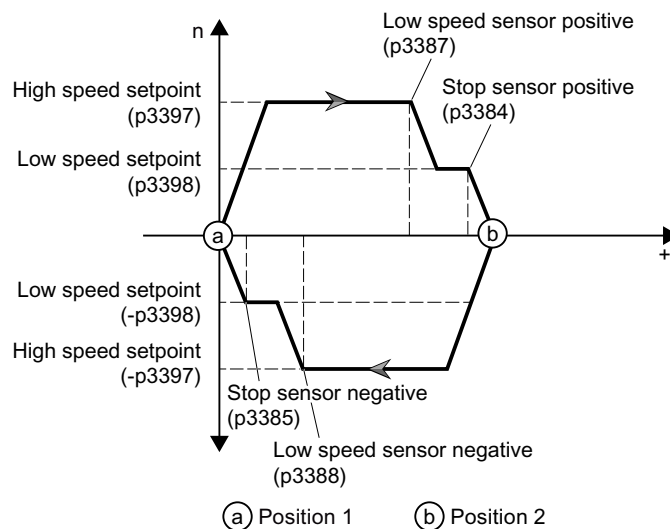 n
Low speed sensor positive
(p3387)
Stop sensor positive
(p3384)
High speed setpoint
(p3397)
Low speed setpoint
(p3398)
a
b
+
Low speed setpoint
(-p3398)
High speed setpoint
(-p3397)
Stop sensor negative
(p3385)
Low speed sensor negative
(p3388)
a Position 1
b Position 2